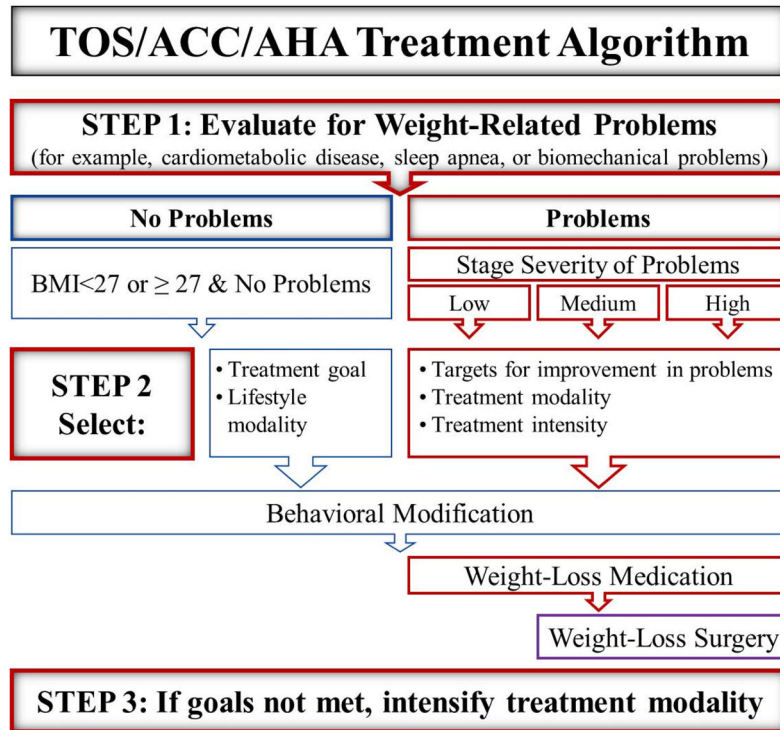 TOS/ACC/AHA Treatment Algorithm
STEP 1: Evaluate for Weight-Related Problems
(for example, cardiometabolic disease, sleep apnea, or biomechanical problems)
No Problems
Problems
BMI<27 or ≥ 27 & No Problems
Stage Severity of Problems
Low
Medium
High
STEP 2
Select:
• Treatment goal
• Lifestyle
modality
• Targets for improvement in problems
• Treatment modality
• Treatment intensity
Behavioral Modification
Weight-Loss Medication
Weight-Loss Surgery
STEP 3: If goals not met, intensify treatment modality